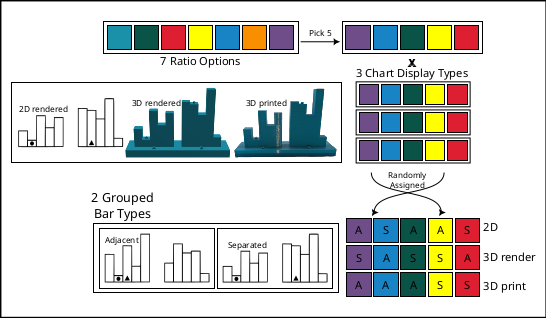 Pick 5
7 Ratio Options
x
3 Chart Display Types
2D rendered
3D rendered
3D printed
Randomly
Assigned
2 Grouped
Bar Types
Adjacent
Separated
A S A A S 2D
S A A S A 3D render
A A A S S 3D print